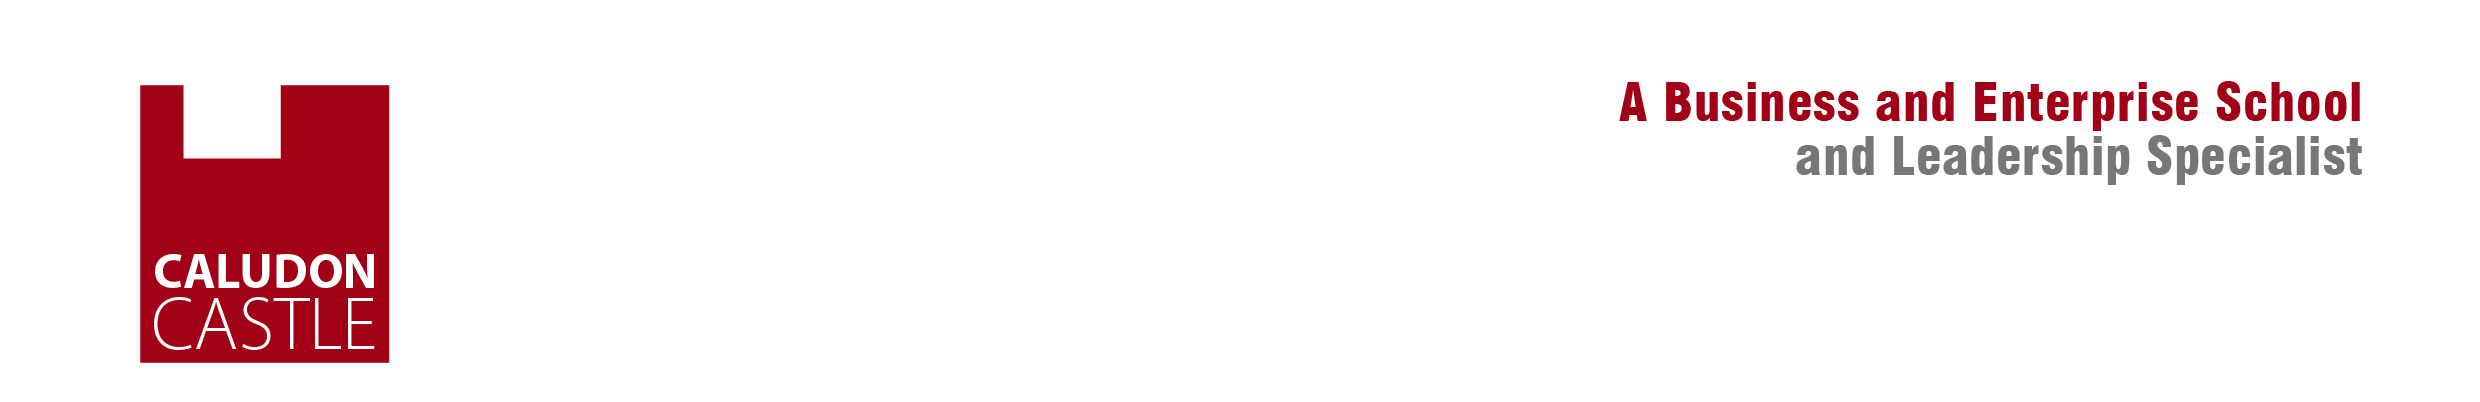 A Business and Enterprise School
and Leadership Specialist
CALUDON
CASTLE